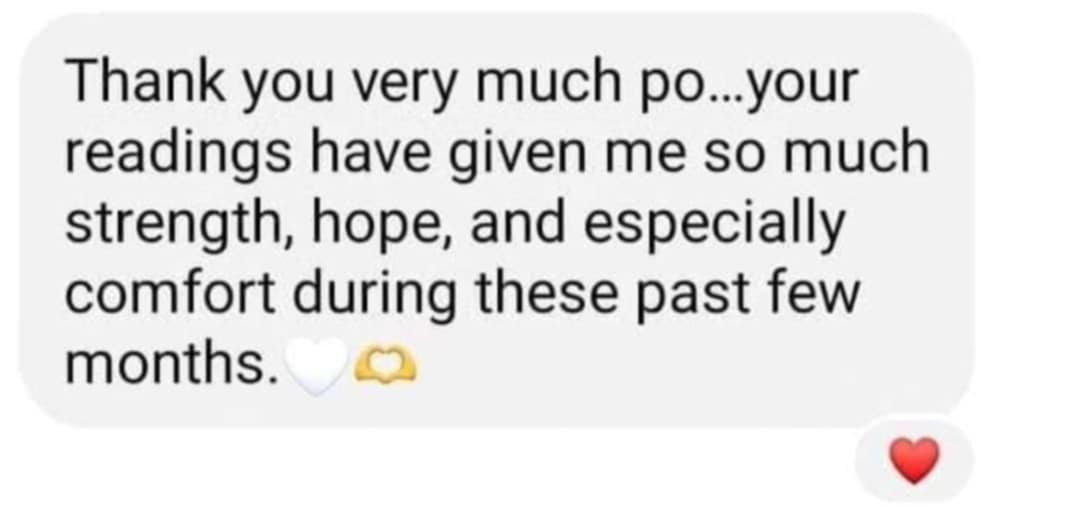 Thank you very much po...your
readings have given me so much
strength, hope, and especially
comfort during these past few
months.🤍🫶